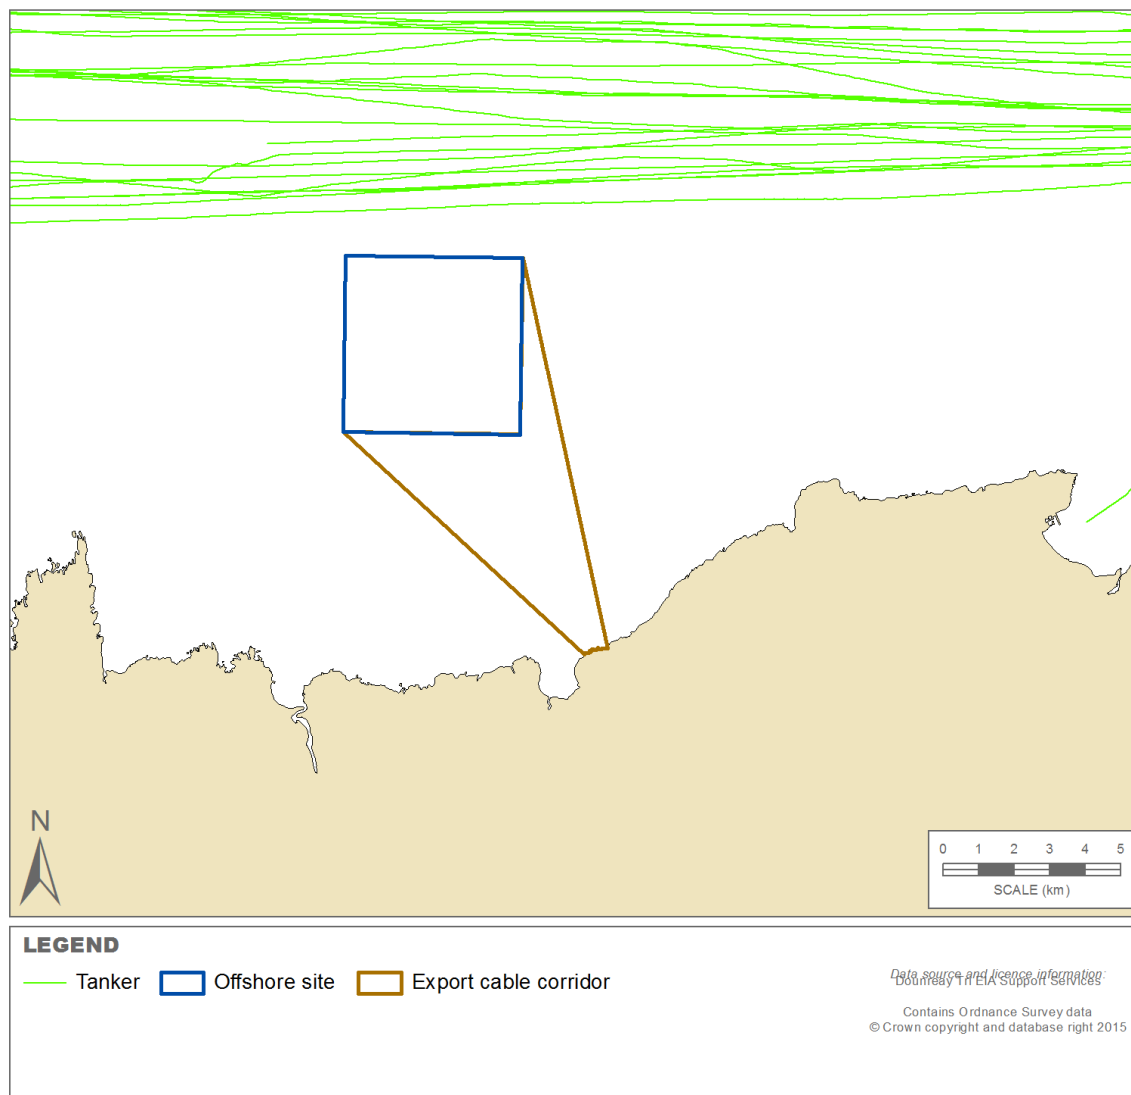 N
0 1 2 3 4 5
SCALE (km)
LEGEND
Tanker
Offshore site
Export cable corridor
Data source and licence information:
Dounreay Trì EIA Support Services
Contains Ordnance Survey data
© Crown copyright and database right 2015